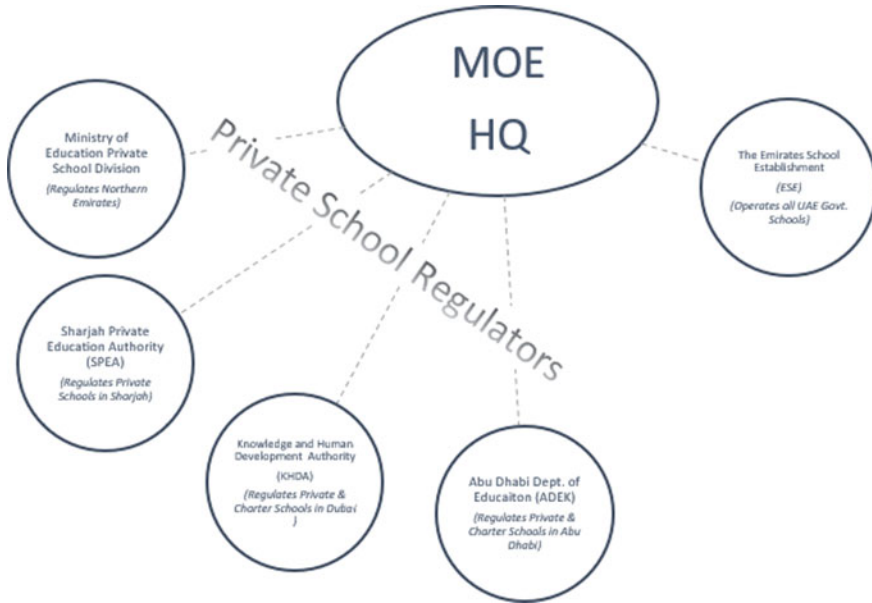 MOE
HQ
Private School Regulators
Ministry of
Education Private
School Division
(Regulates Northern
Emirates)
The Emirates School
Establishment
(ESE)
(Operates all UAE Govt.
Schools)
Sharjah Private
Education Authority
(SPEA)
(Regulates Private
Schools in Sharjah)
Knowledge and Human
Development Authority
(KHDA)
(Regulates Private &
Charter Schools in Dubai
)
Abu Dhabi Dept. of
Educaiton (ADEK)
(Regulates Private &
Charter Schools in Abu
Dhabi)